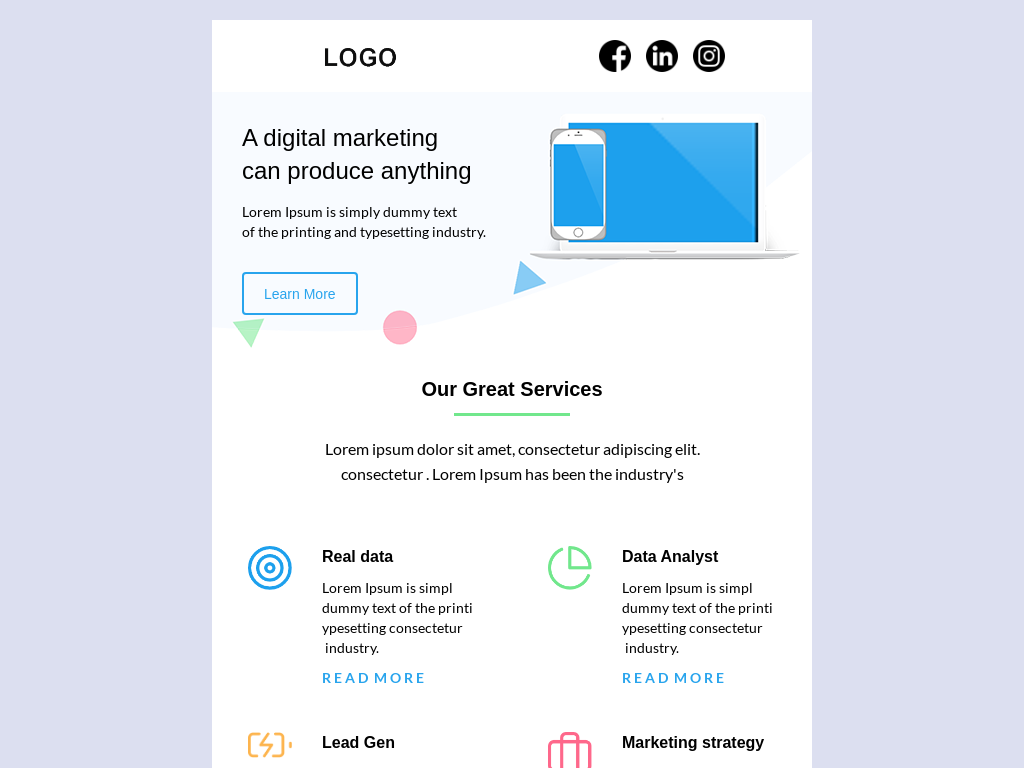 LOGO
A digital marketing
can produce anything
Lorem Ipsum is simply dummy text
of the printing and typesetting industry.
Learn More
Our Great Services
Lorem ipsum dolor sit amet, consectetur adipiscing elit.
consectetur . Lorem Ipsum has been the industry's
Real data
Lorem Ipsum is simpl
dummy text of the printi
ypesetting consectetur
industry.
READ MORE
Data Analyst
Lorem Ipsum is simpl
dummy text of the printi
ypesetting consectetur
industry.
READ MORE
Lead Gen
Marketing strategy